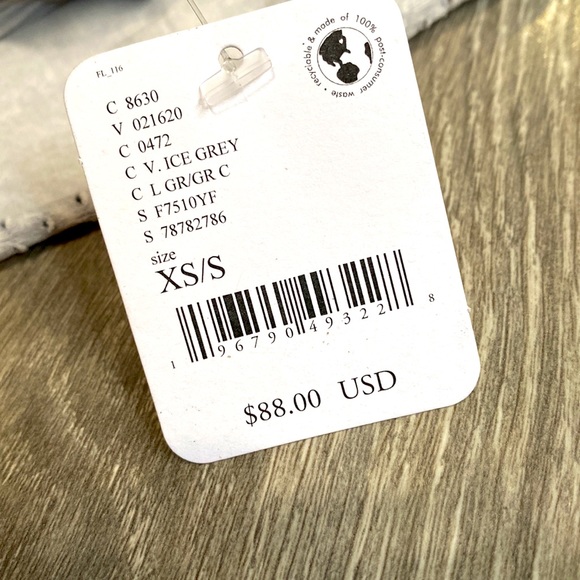 FL_116
recyclable & made of 100% post-consumer waste •
C 8630
V 021620
C 0472
C V. ICE GREY
C L GR/GR C
S F7510YF
S 78782786
size
XS/S
1 96790 49322 8
$88.00 USD